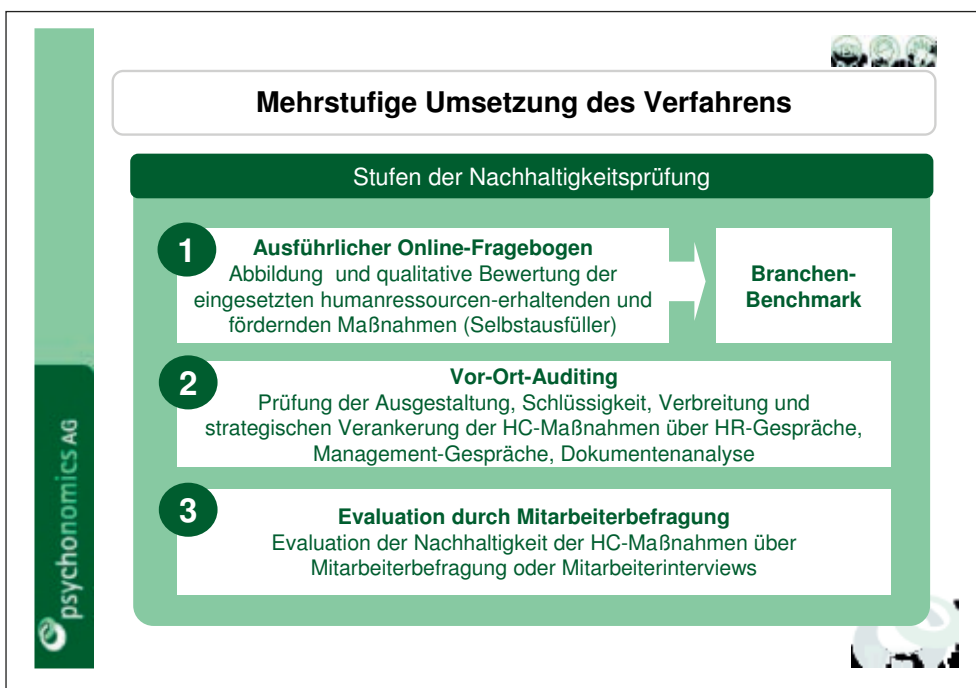 Mehrstufige Umsetzung des Verfahrens
Stufen der Nachhaltigkeitsprüfung
1
Ausführlicher Online-Fragebogen
Abbildung und qualitative Bewertung der
eingesetzten humanressourcen-erhaltenden und
fördernden Maßnahmen (Selbstausfüller)
Branchen-
Benchmark
2
Vor-Ort-Auditing
Prüfung der Ausgestaltung, Schlüssigkeit, Verbreitung und
strategischen Verankerung der HC-Maßnahmen über HR-Gespräche,
Management-Gespräche, Dokumentenanalyse
3
Evaluation durch Mitarbeiterbefragung
Evaluation der Nachhaltigkeit der HC-Maßnahmen über
Mitarbeiterbefragung oder Mitarbeiterinterviews
psychonomics AG